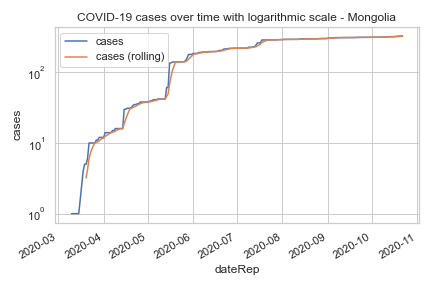 COVID-19 cases over time with logarithmic scale - Mongolia
cases
cases (rolling)
10²
10¹
10⁰
cases
2020-03
2020-04
2020-05
2020-06
2020-07
2020-08
2020-09
2020-10
2020-11
dateRep